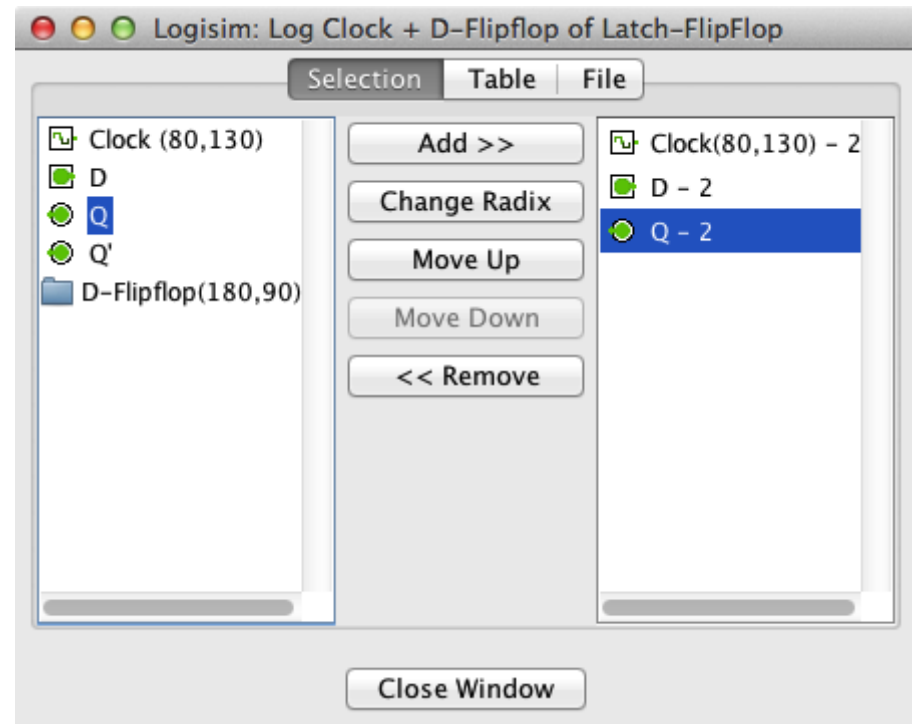 Logisim: Log Clock + D-Flipflop of Latch-FlipFlop
Selection Table File
Clock (80,130)
D
Q
Q'
D-Flipflop(180,90)
Add >>
Change Radix
Move Up
Move Down
<< Remove
Clock(80,130) - 2
D - 2
Q - 2
Close Window